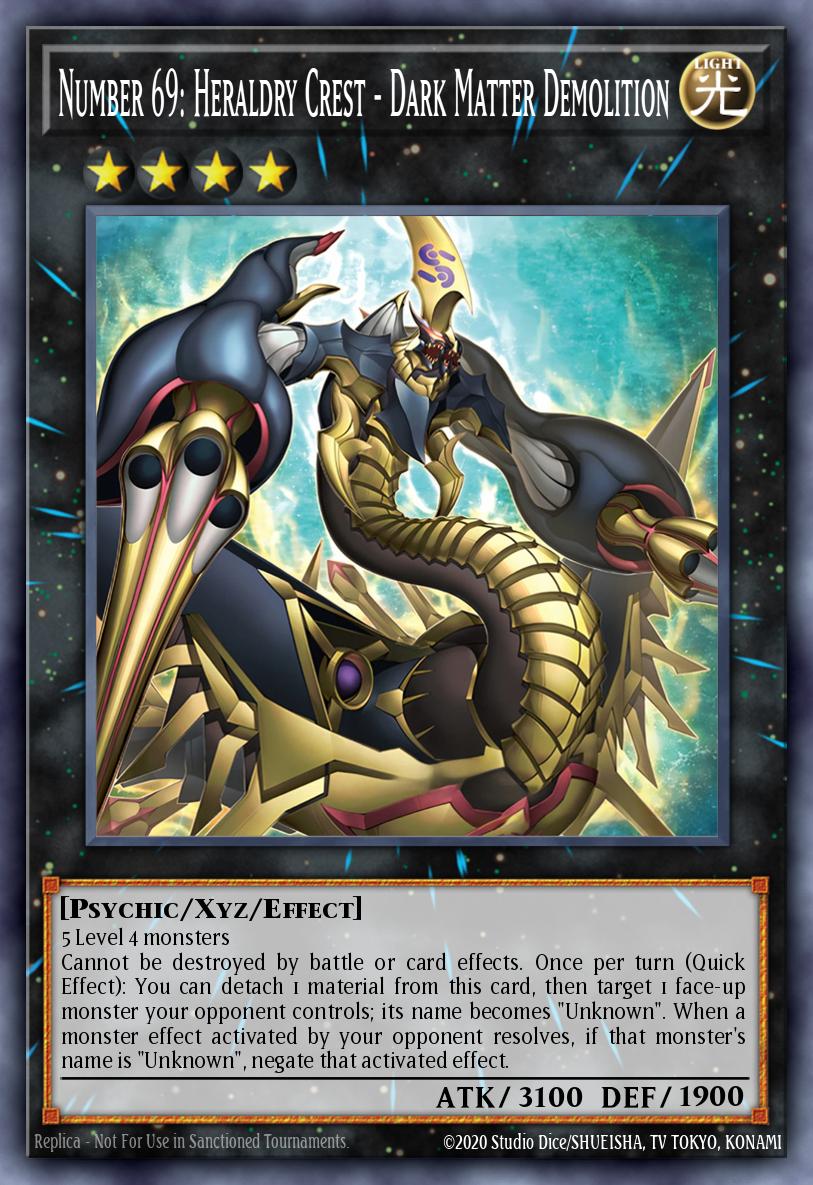 Number 69: Heraldry Crest - Dark Matter Demolition
LIGHT
光
[Psychic/Xyz/Effect]
5 Level 4 monsters
Cannot be destroyed by battle or card effects. Once per turn (Quick
Effect): You can detach 1 material from this card, then target 1 face-up
monster your opponent controls; its name becomes "Unknown". When a
monster effect activated by your opponent resolves, if that monster's
name is "Unknown", negate that activated effect.
ATK/ 3100 DEF/ 1900
Replica - Not For Use in Sanctioned Tournaments.
©2020 Studio Dice/SHUEISHA, TV TOKYO, KONAMI